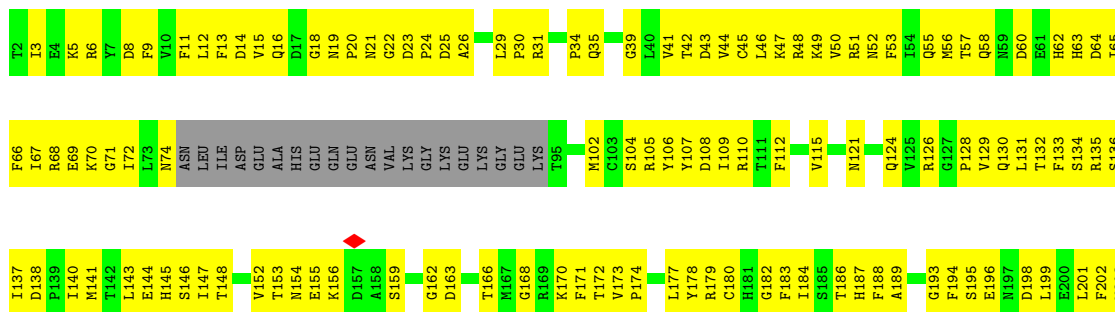 T2 I3 E4 K5 R6 Y7 D8 F9 V10 F11 L12 F13 D14 V15 Q16 D17 G18 N19 P20 N21 G22 D23 P24 D25 A26 L29 P30 R31 P34 Q35 G39 L40 V41 T42 D43 V44 C45 L46 K47 R48 K49 V50 R51 N52 F53 I54 Q55 M56 T57 Q58 N59 D60 E61 H62 H63 D64 I65
F66 I67 R68 E69 K70 G71 I72 L73 N74 ASN LEU ILE ASP GLU ALA HIS GLU GLN GLU ASN VAL LYS GLY LYS GLU LYS GLY GLU LYS T95 M102 C103 S104 R105 Y106 Y107 D108 I109 R110 T111 F112 V115 N121 Q124 V125 R126 G127 P128 V129 Q130 L131 T132 F133 S134 R135 S136
I137 D138 P139 I140 M141 T142 L143 E144 H145 S146 I147 T148 V152 T153 N154 E155 K156 D157 A158 S159 G162 D163 T166 M167 G168 R169 K170 F171 T172 V173 P174 L177 Y178 R179 C180 H181 G182 F183 I184 S185 T186 H187 F188 A189 G193 F194 S195 E196 N197 D198 L199 E200 L201 F202